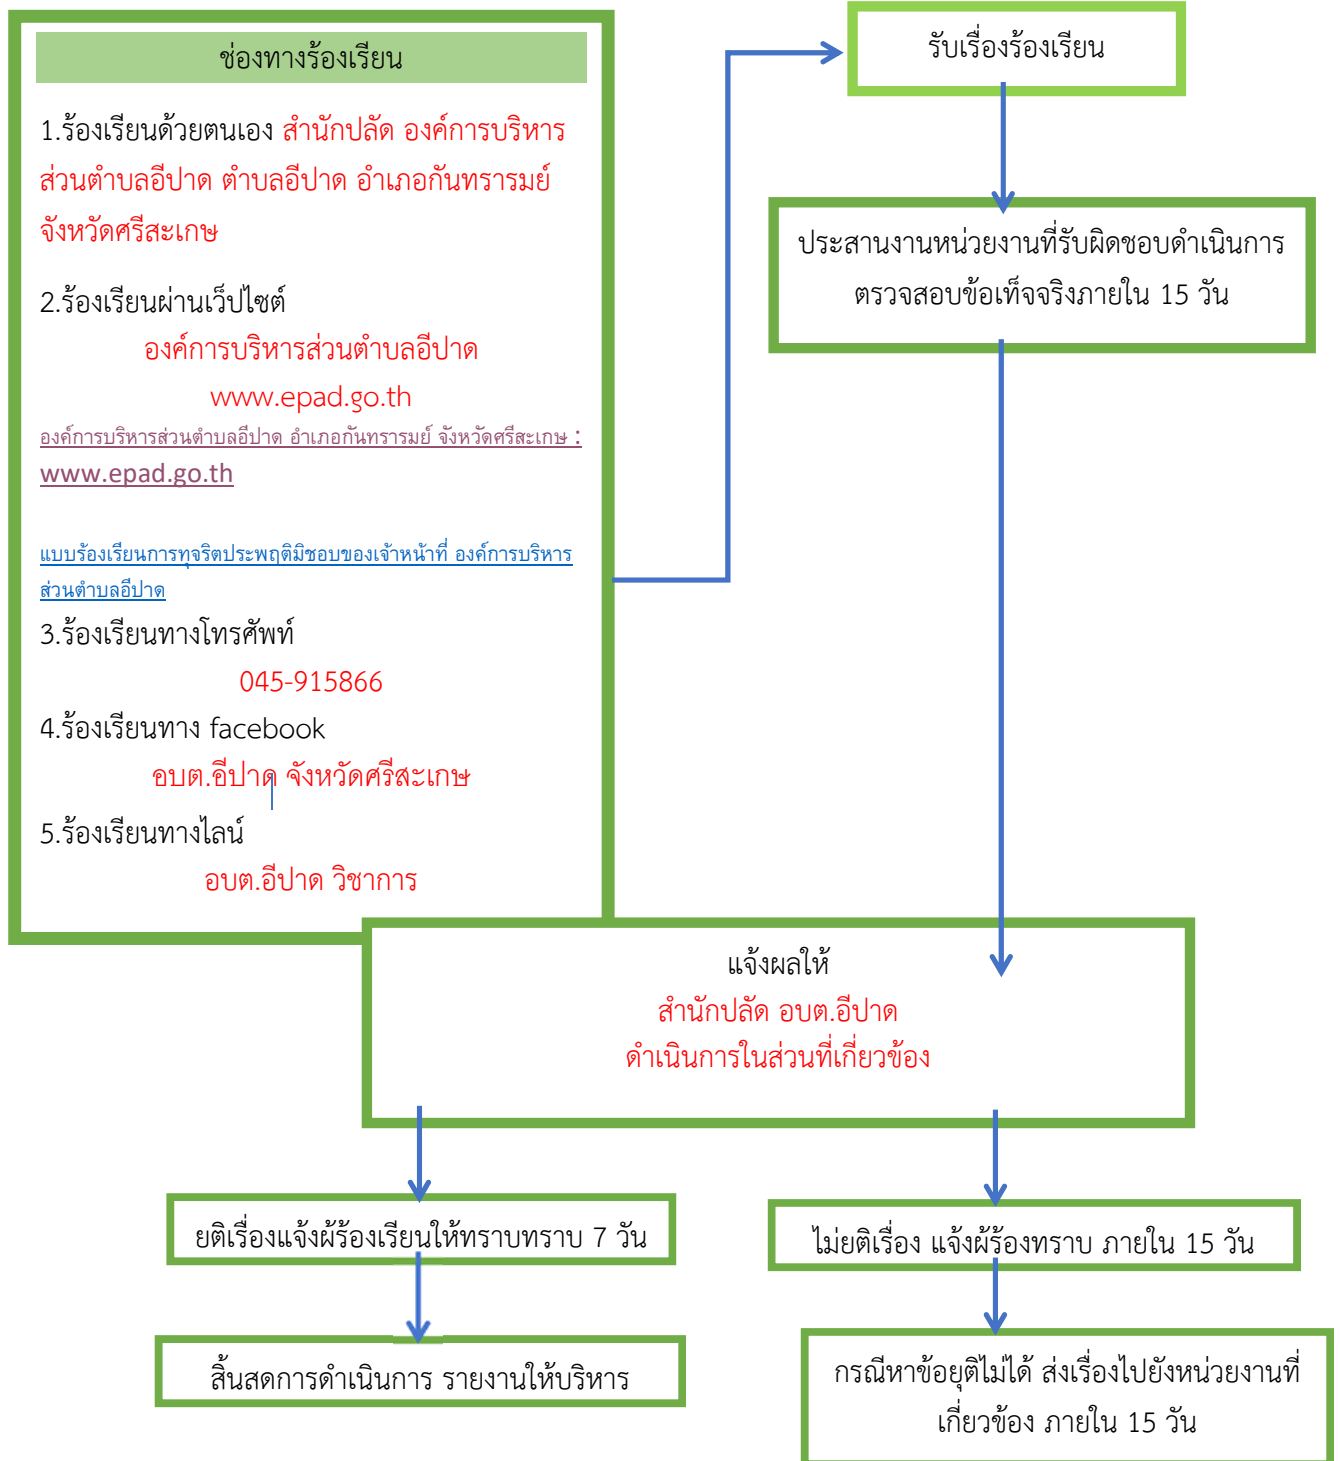 ช่องทางร้องเรียน
1.ร้องเรียนด้วยตนเอง สำนักปลัด องค์การบริหาร
ส่วนตำบลอีปาด ตำบลอีปาด อำเภอกันทรารมย์
จังหวัดศรีสะเกษ
2.ร้องเรียนผ่านเว็ปไซต์
องค์การบริหารส่วนตำบลอีปาด
www.epad.go.th
องค์การบริหารส่วนตำบลอีปาด อำเภอกันทรารมย์ จังหวัดศรีสะเกษ :
www.epad.go.th
แบบร้องเรียนการทุจริตประพฤติมิชอบของเจ้าหน้าที่ องค์การบริหาร
ส่วนตำบลอีปาด
3.ร้องเรียนทางโทรศัพท์
045-915866
4.ร้องเรียนทาง facebook
อบต.อีปาด จังหวัดศรีสะเกษ
5.ร้องเรียนทางไลน์
อบต.อีปาด วิชาการ
รับเรื่องร้องเรียน
ประสานงานหน่วยงานที่รับผิดชอบดำเนินการ
ตรวจสอบข้อเท็จจริงภายใน 15 วัน
แจ้งผลให้
สำนักปลัด อบต.อีปาด
ดำเนินการในส่วนที่เกี่ยวข้อง
ยติเรื่องแจ้งผู้ร้องเรียนให้ทราบทราบ 7 วัน
ไม่ยติเรื่อง แจ้งผู้ร้องทราบ ภายใน 15 วัน
สิ้นสดการดำเนินการ รายงานให้บริหาร
กรณีหาข้อยุติไม่ได้ ส่งเรื่องไปยังหน่วยงานที่
เกี่ยวข้อง ภายใน 15 วัน